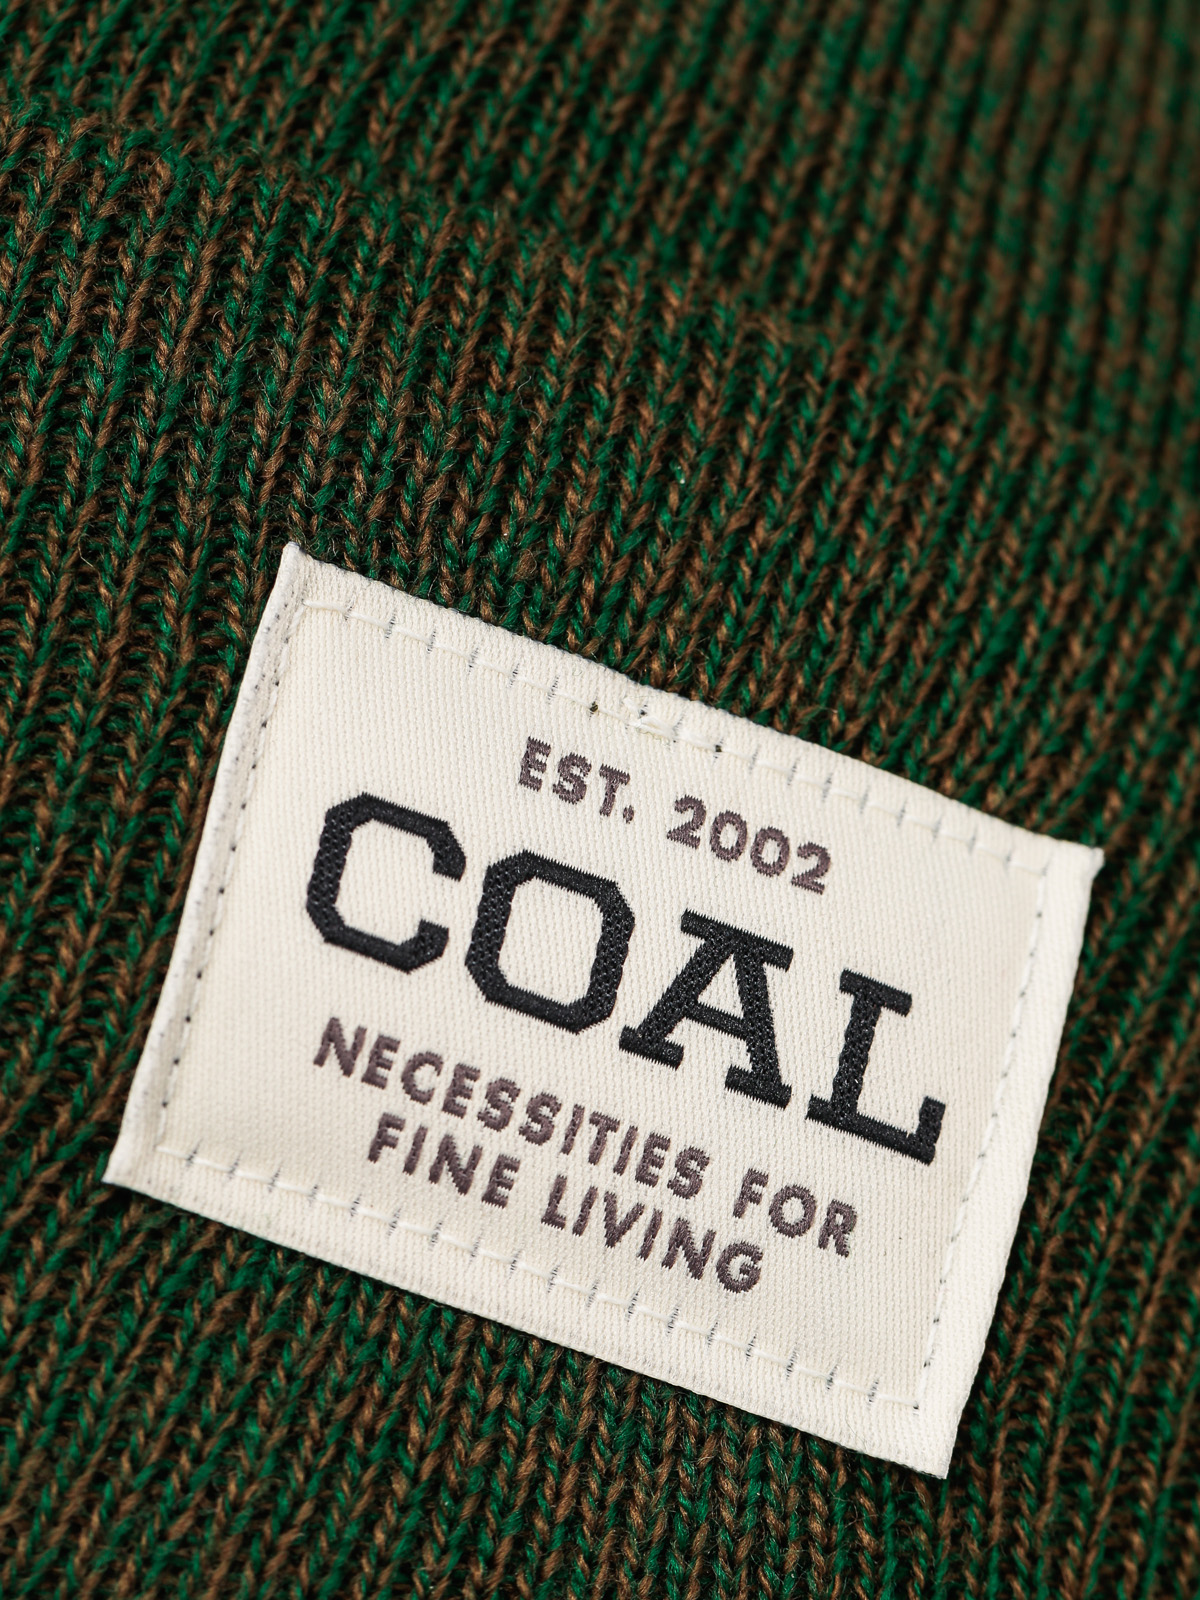 EST. 2002
COAL
NECESSITIES FOR
FINE LIVING